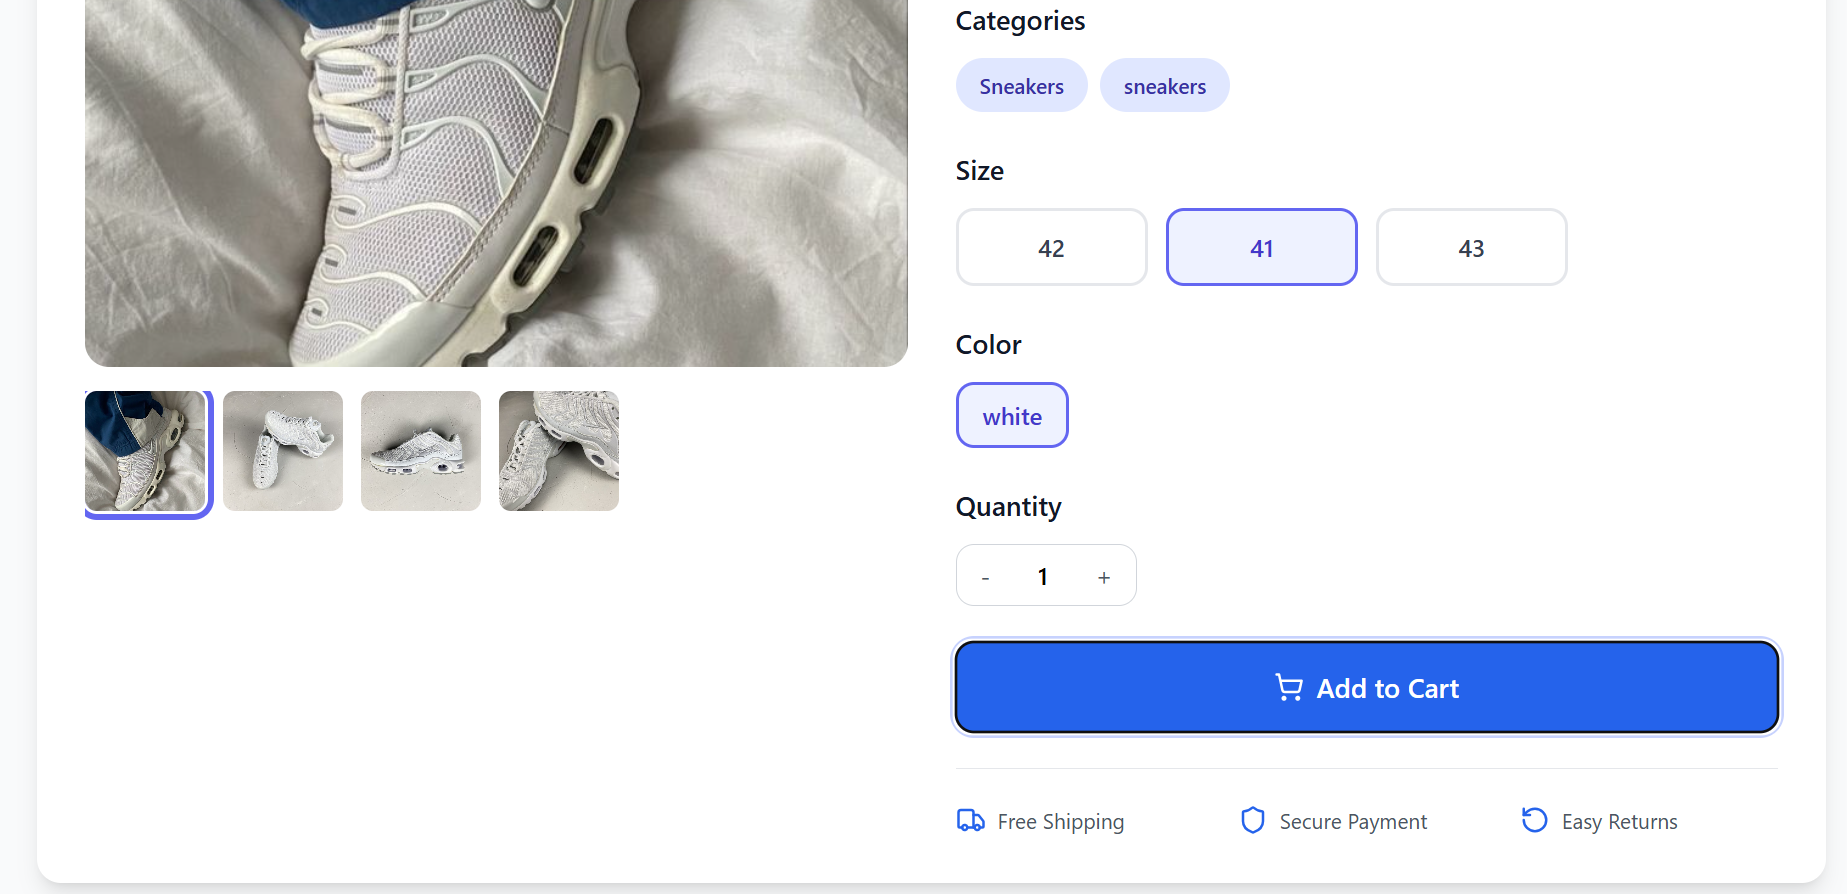 Categories
Sneakers sneakers
Size
42 41 43
Color
white
Quantity
- 1 +
Add to Cart
Free Shipping Secure Payment Easy Returns